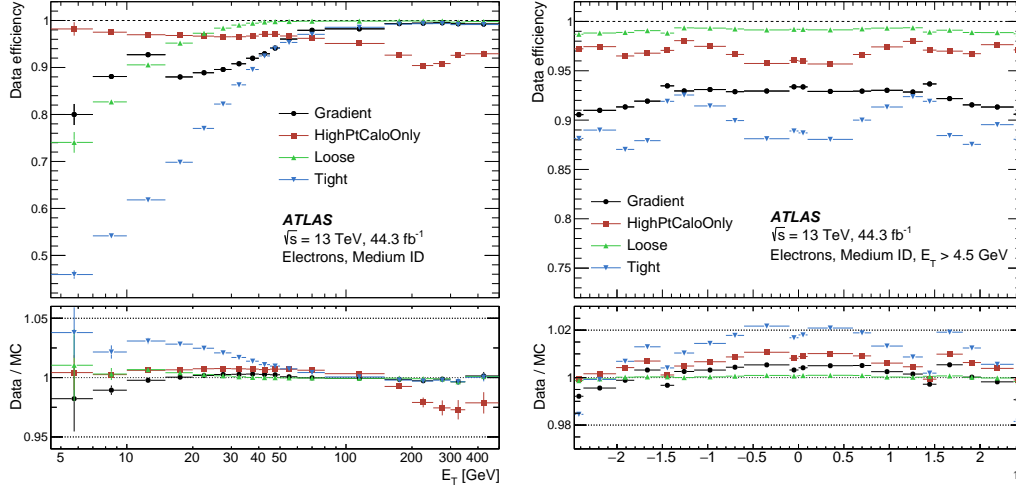 Data efficiency
1
0.9
0.8
0.7
0.6
0.5
Gradient
HighPtCaloOnly
Loose
Tight
ATLAS
√s = 13 TeV, 44.3 fb⁻¹
Electrons, Medium ID
Data / MC
1.05
1
0.95
5 10 20 30 40 50 100 200 300 400
E_T [GeV]
Data efficiency
1
0.95
0.9
0.85
0.8
0.75
Gradient
HighPtCaloOnly
Loose
Tight
ATLAS
√s = 13 TeV, 44.3 fb⁻¹
Electrons, Medium ID, E_T > 4.5 GeV
Data / MC
1.02
1
0.98
−2 −1.5 −1 −0.5 0 0.5 1 1.5 2